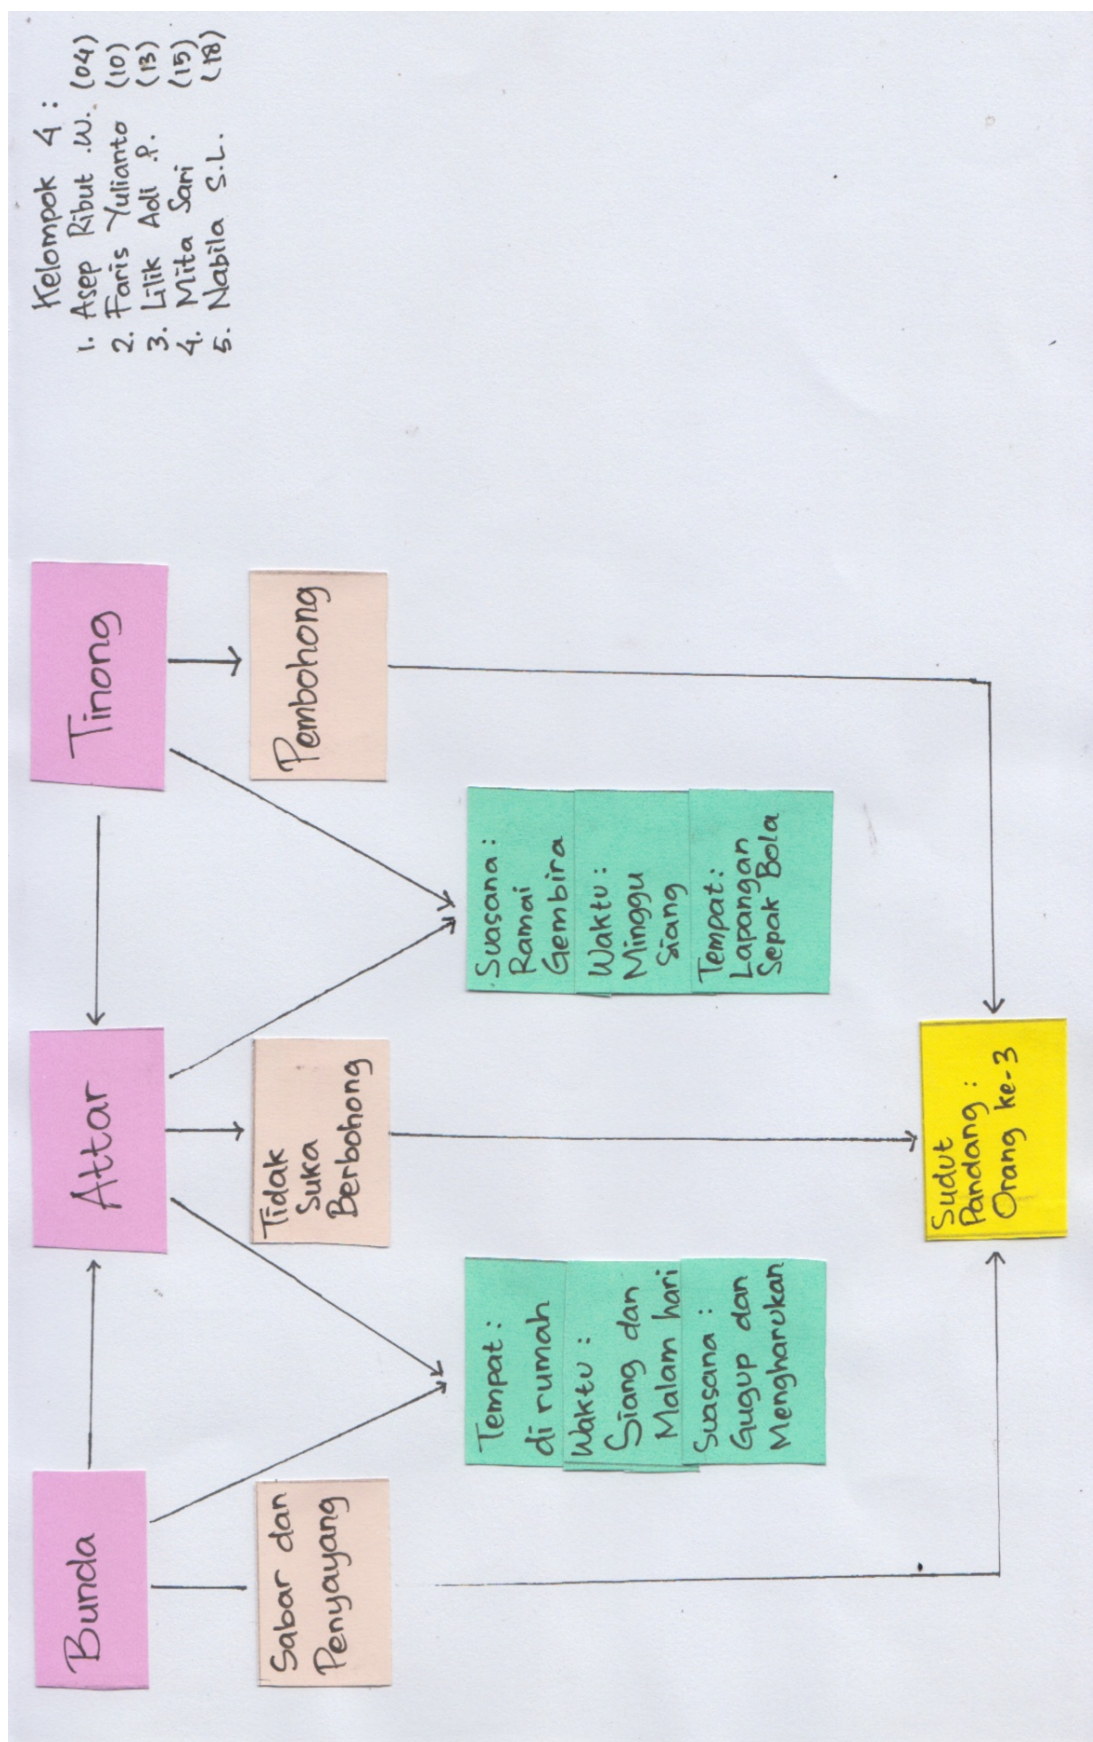 Kelompok 4 :
1. Asep Ribut .W. (04)
2. Faris Yulianto (10)
3. Lilik Adi .P. (13)
4. Mita Sari (15)
5. Nabila S.L. (18)
Bunda
Attar
Tinong
Sabar dan
Penyayang
Tidak
Suka
Berbohong
Pembohong
Tempat :
di rumah
Waktu :
Siang dan
Malam hari
Suasana :
Gugup dan
Mengharukan
Suasana :
Ramai
Gembira
Waktu :
Minggu
Siang
Tempat :
Lapangan
Sepak Bola
Sudut
Pandang :
Orang ke-3